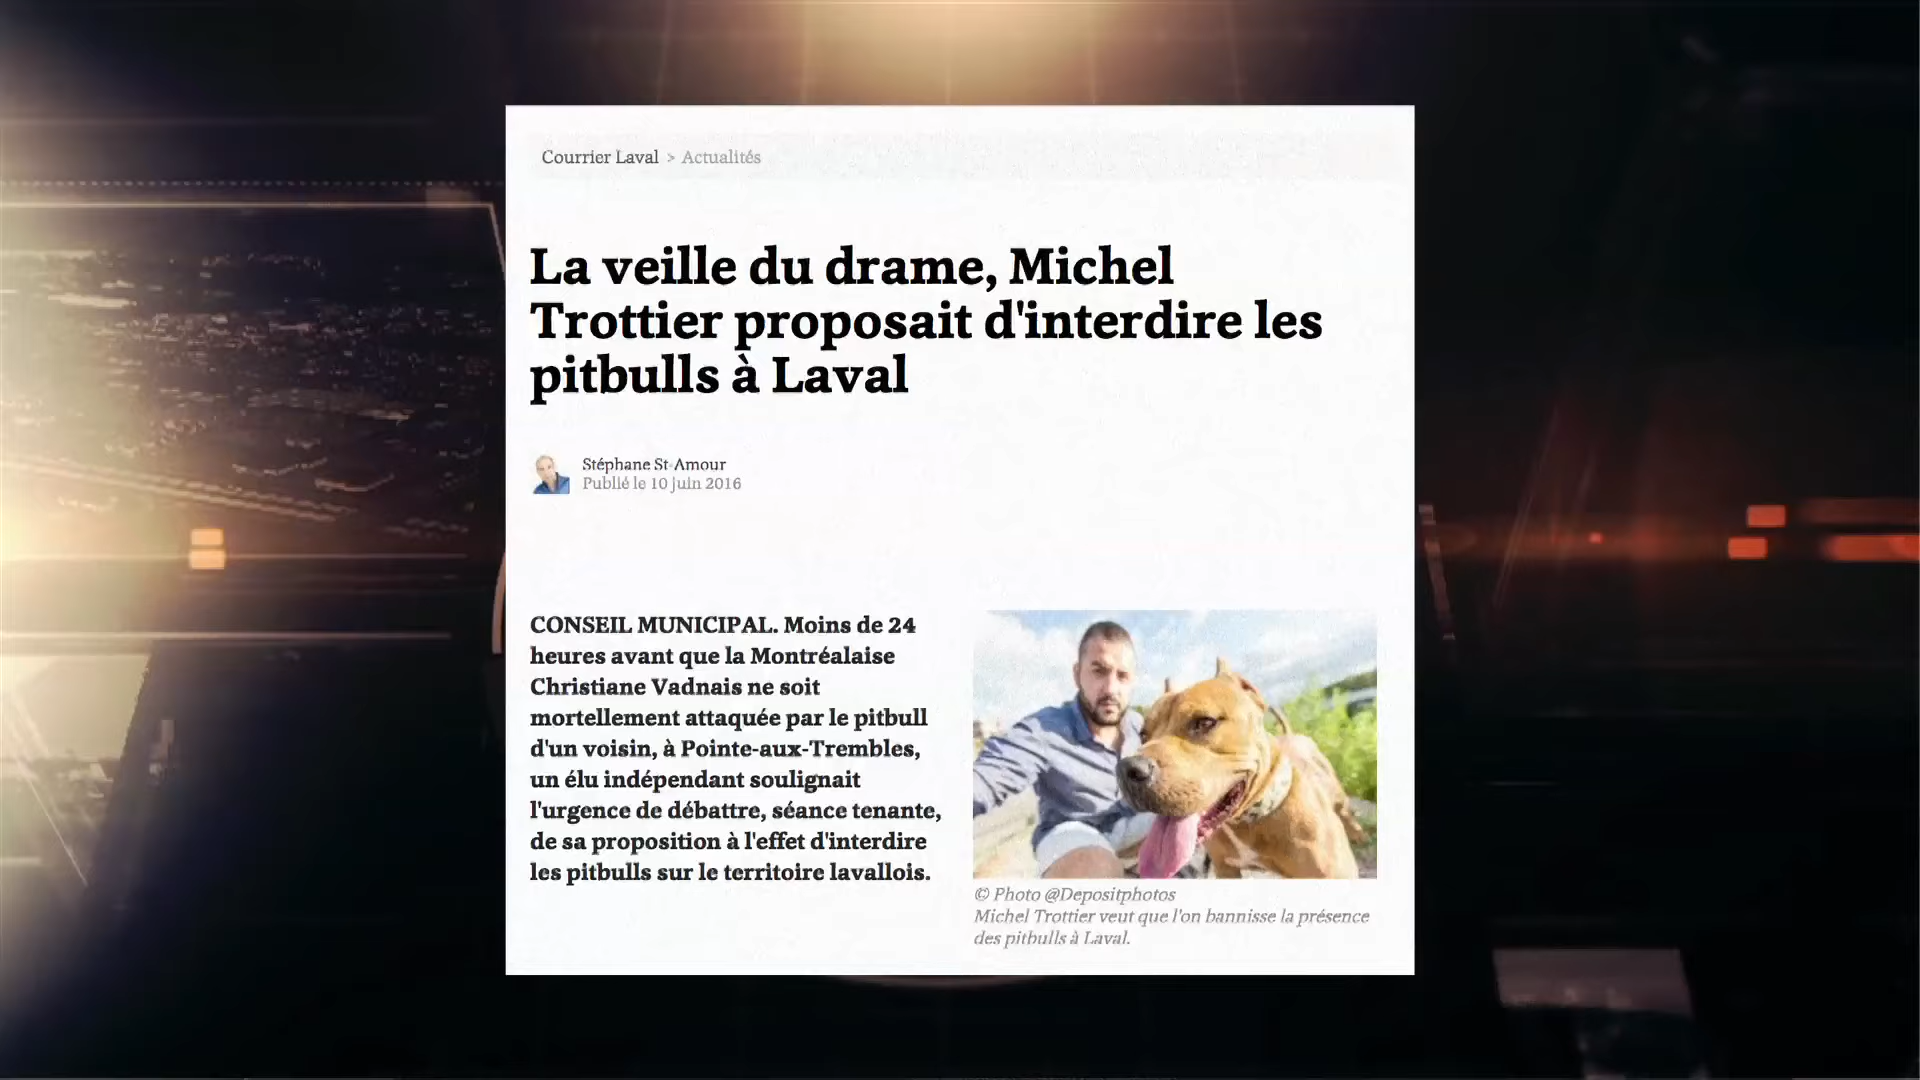 Courrier Laval > Actualités
La veille du drame, Michel
Trottier proposait d'interdire les
pitbulls à Laval
Stéphane St-Amour
Publié le 10 juin 2016
CONSEIL MUNICIPAL. Moins de 24
heures avant que la Montréalaise
Christiane Vadnais ne soit
mortellement attaquée par le pitbull
d'un voisin, à Pointe-aux-Trembles,
un élu indépendant soulignait
l'urgence de débattre, séance tenante,
de sa proposition à l'effet d'interdire
les pitbulls sur le territoire lavallois.
© Photo @Depositphotos
Michel Trottier veut que l'on bannisse la présence
des pitbulls à Laval.